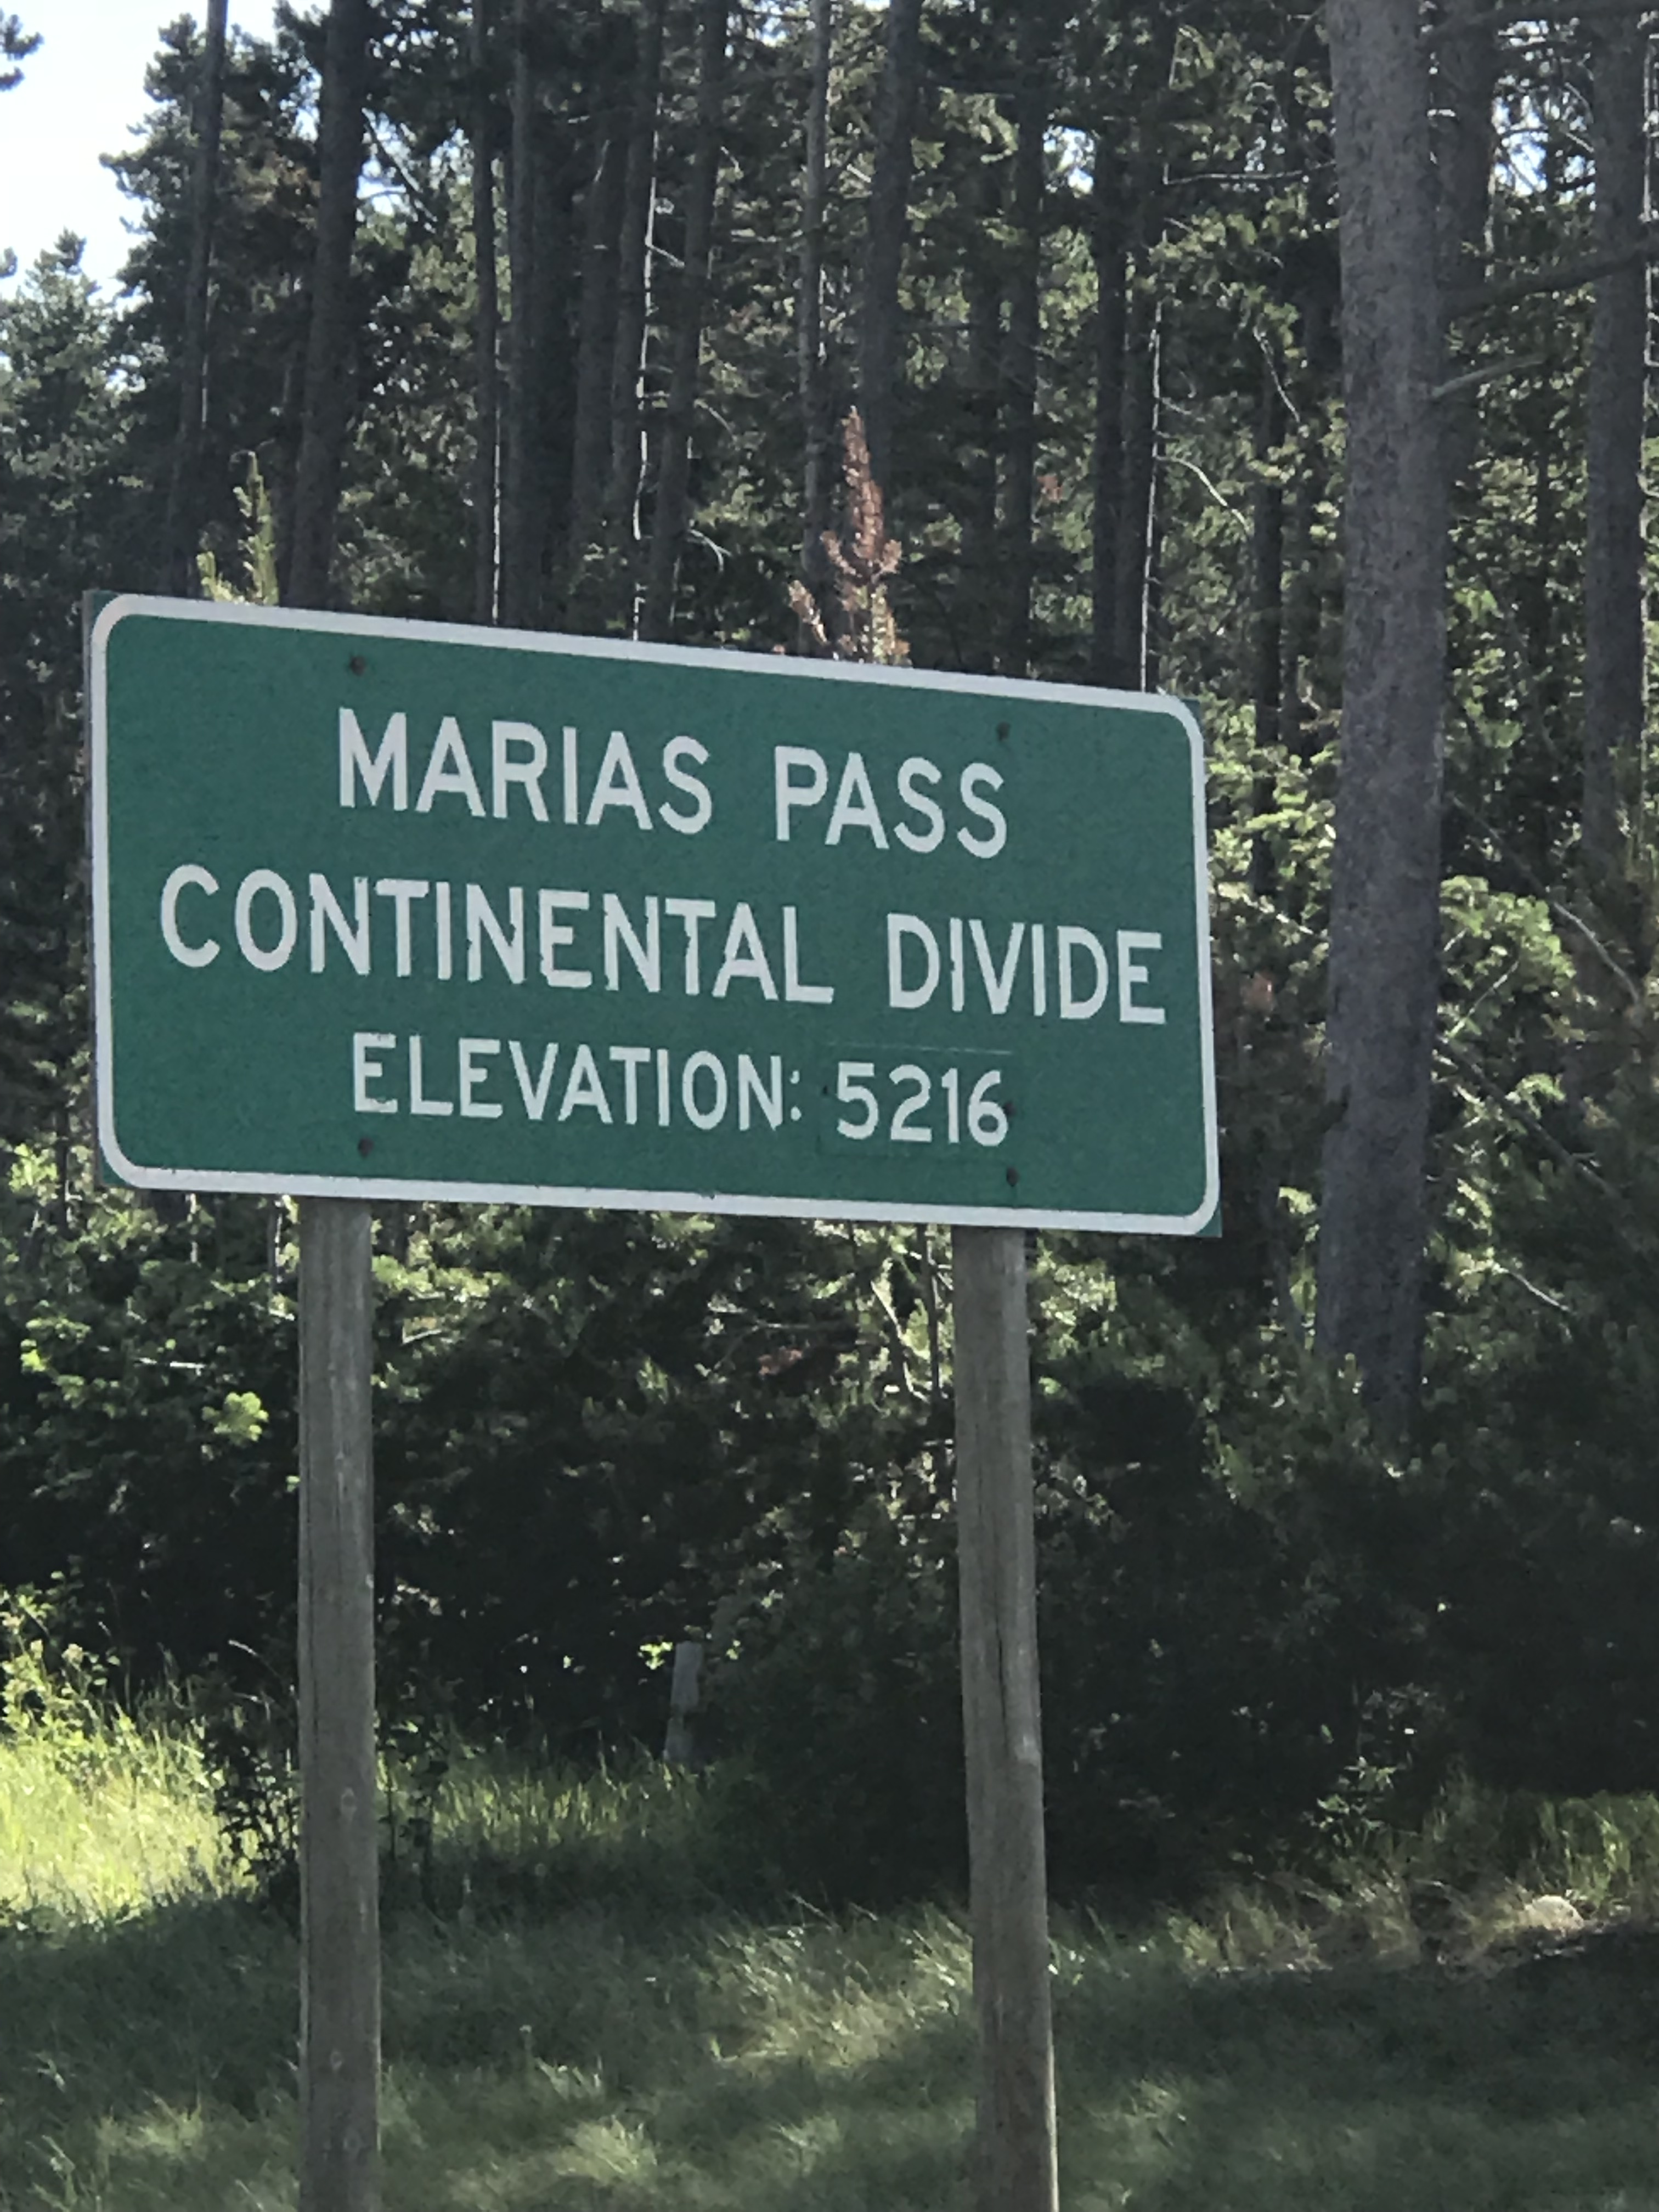 MARIAS PASS
CONTINENTAL DIVIDE
ELEVATION: 5216